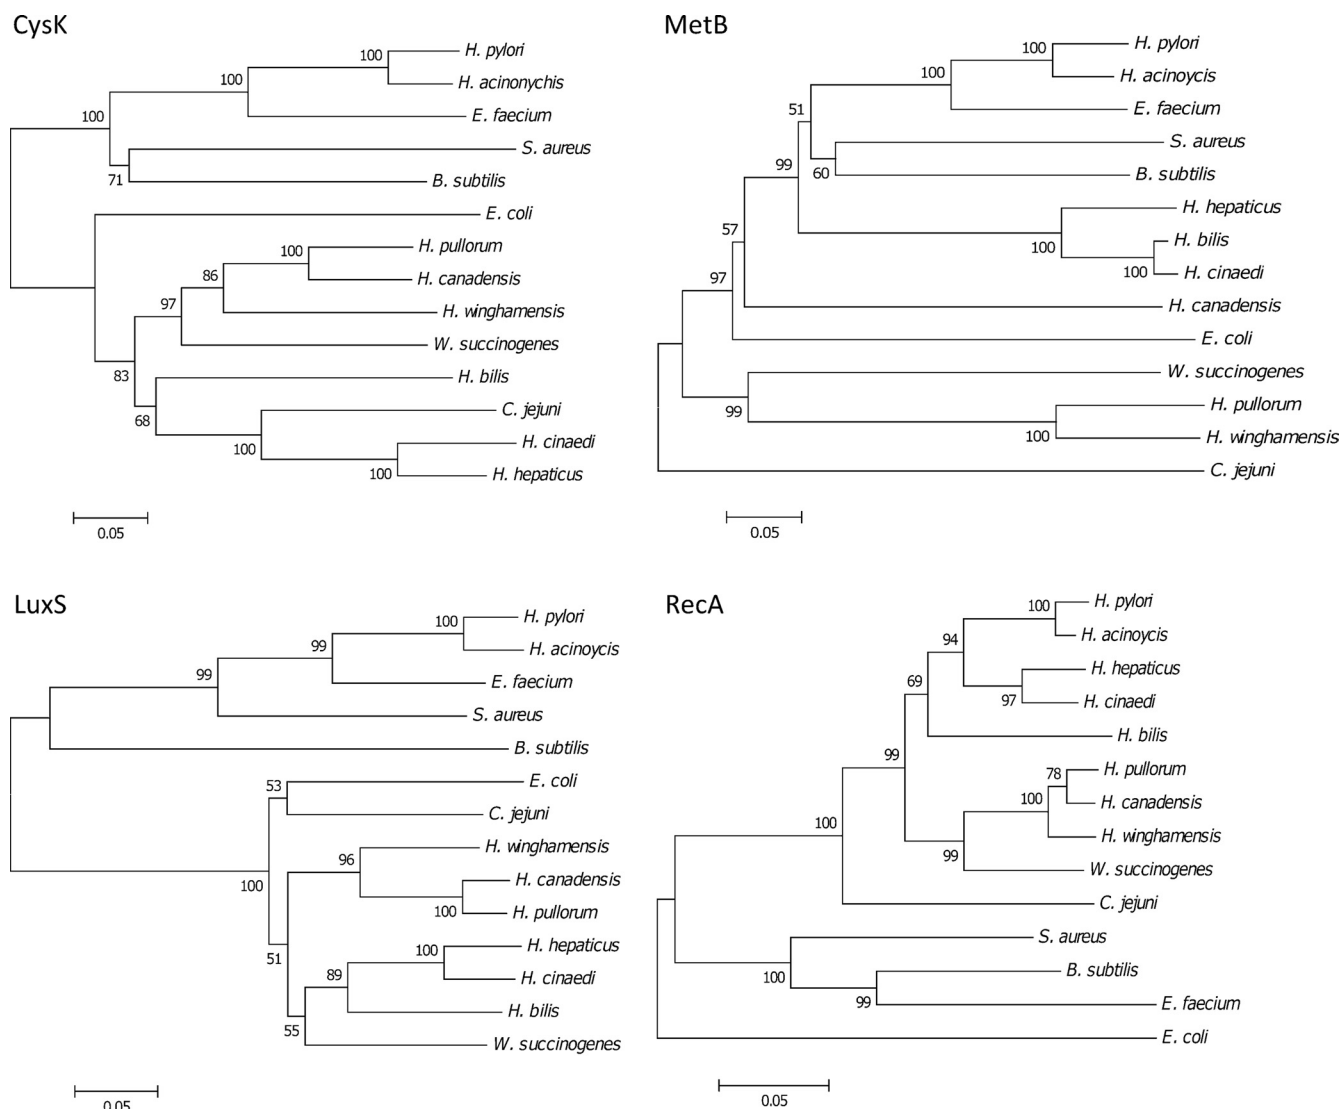 CysK
100
H. pylori
100
H. acinonychis
100
E. faecium
S. aureus
71
B. subtilis
E. coli
100
H. pullorum
86
H. canadensis
97
H. winghamensis
W. succinogenes
83
H. bilis
68
C. jejuni
100
H. cinaedi
100
H. hepaticus
0.05
MetB
100
H. pylori
100
H. acinoycis
51
E. faecium
99
S. aureus
60
B. subtilis
57
H. hepaticus
100
H. bilis
100
H. cinaedi
97
H. canadensis
E. coli
W. succinogenes
99
H. pullorum
100
H. winghamensis
C. jejuni
0.05
LuxS
100
H. pylori
99
H. acinoycis
99
E. faecium
S. aureus
B. subtilis
53
E. coli
C. jejuni
96
H. winghamensis
100
H. canadensis
100
H. pullorum
51
100
H. hepaticus
89
H. cinaedi
55
H. bilis
W. succinogenes
0.05
RecA
100
H. pylori
94
H. acinoycis
69
H. hepaticus
97
H. cinaedi
99
H. bilis
78
H. pullorum
100
H. canadensis
100
H. winghamensis
99
W. succinogenes
C. jejuni
S. aureus
100
B. subtilis
99
E. faecium
E. coli
0.05